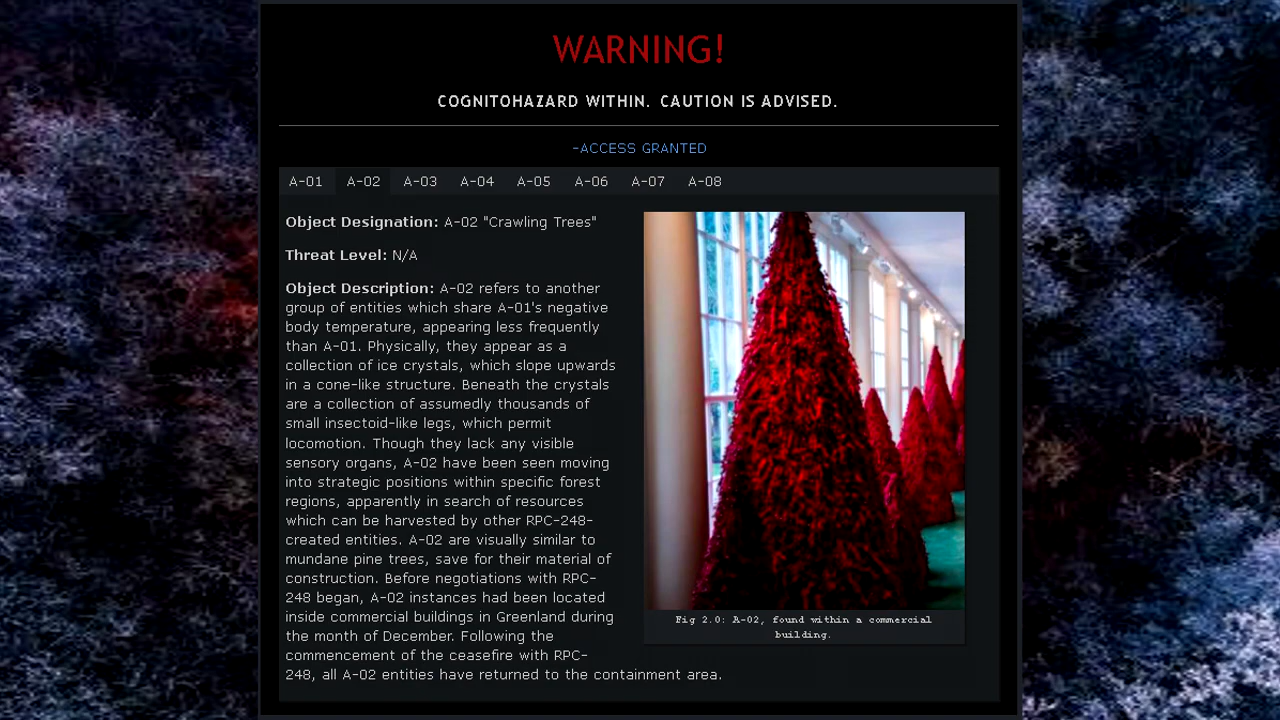 WARNING!
COGNITOHAZARD WITHIN. CAUTION IS ADVISED.
-ACCESS GRANTED
A-01 A-02 A-03 A-04 A-05 A-06 A-07 A-08
Object Designation: A-02 "Crawling Trees"
Threat Level: N/A
Object Description: A-02 refers to another
group of entities which share A-01's negative
body temperature, appearing less frequently
than A-01. Physically, they appear as a
collection of ice crystals, which slope upwards
in a cone-like structure. Beneath the crystals
are a collection of assumedly thousands of
small insectoid-like legs, which permit
locomotion. Though they lack any visible
sensory organs, A-02 have been seen moving
into strategic positions within specific forest
regions, apparently in search of resources
which can be harvested by other RPC-248-
created entities. A-02 are visually similar to
mundane pine trees, save for their material of
construction. Before negotiations with RPC-
248 began, A-02 instances had been located
inside commercial buildings in Greenland during
the month of December. Following the
commencement of the ceasefire with RPC-
248, all A-02 entities have returned to the containment area.
Fig 2.0: A-02, found within a commercial
building.